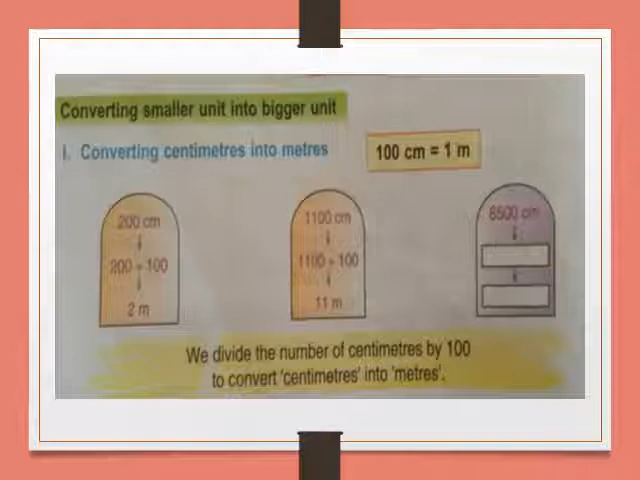 Converting smaller unit into bigger unit
I. Converting centimetres into metres
100 cm = 1 m
200 cm
↓
200 ÷ 100
↓
2 m
1100 cm
↓
1100 ÷ 100
↓
11 m
8500 cm
↓
↓
We divide the number of centimetres by 100
to convert 'centimetres' into 'metres'.